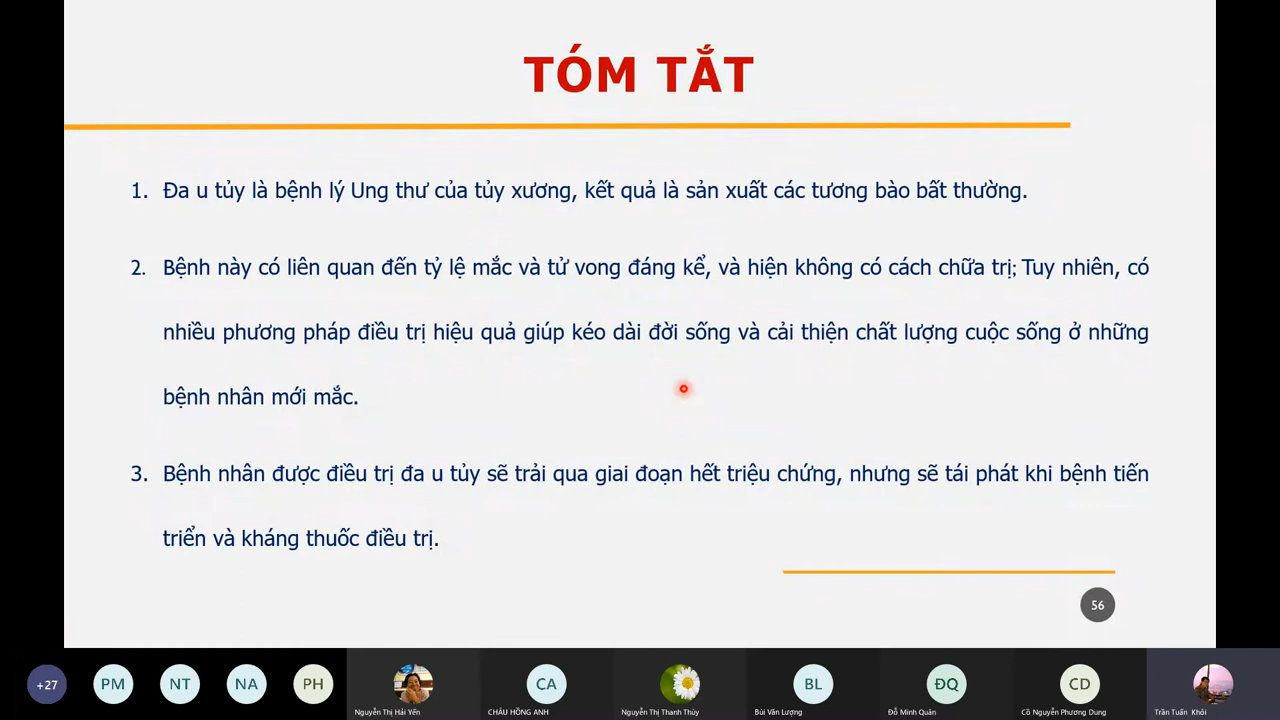 TÓM TẮT
1. Đa u tủy là bệnh lý Ung thư của tủy xương, kết quả là sản xuất các tương bào bất thường.
2. Bệnh này có liên quan đến tỷ lệ mắc và tử vong đáng kể, và hiện không có cách chữa trị; Tuy nhiên, có
nhiều phương pháp điều trị hiệu quả giúp kéo dài đời sống và cải thiện chất lượng cuộc sống ở những
bệnh nhân mới mắc.
3. Bệnh nhân được điều trị đa u tủy sẽ trải qua giai đoạn hết triệu chứng, nhưng sẽ tái phát khi bệnh tiến
triển và kháng thuốc điều trị.
56
+27 PM NT NA PH CA BL ĐQ CD
Nguyễn Thị Hải Yến CHÂU HỒNG ANH Nguyễn Thị Thanh Thủy Bùi Văn Lượng Đỗ Minh Quân Cồ Nguyễn Phương Dung Trần Tuấn Khôi